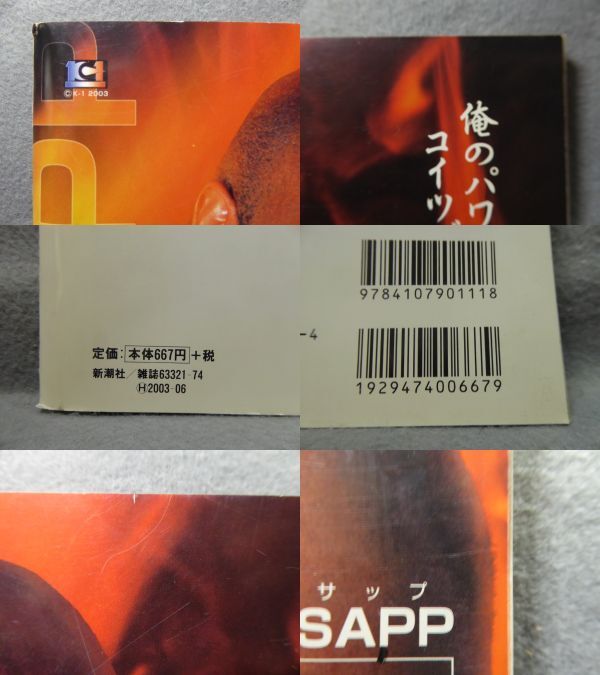 K-1
©K-1 2003
俺のパワ
コイツ
9784107901118
-4
1929474006679
定価: 本体667円 +税
新潮社/雑誌63321-74
Ⓗ2003·06
サップ
SAPP